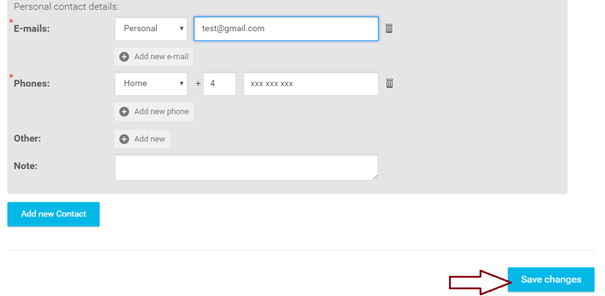 Personal contact details:
* E-mails: Personal test@gmail.com
Add new e-mail
* Phones: Home + 4 xxx xxx xxx
Add new phone
Other: Add new
Note:
Add new Contact
Save changes